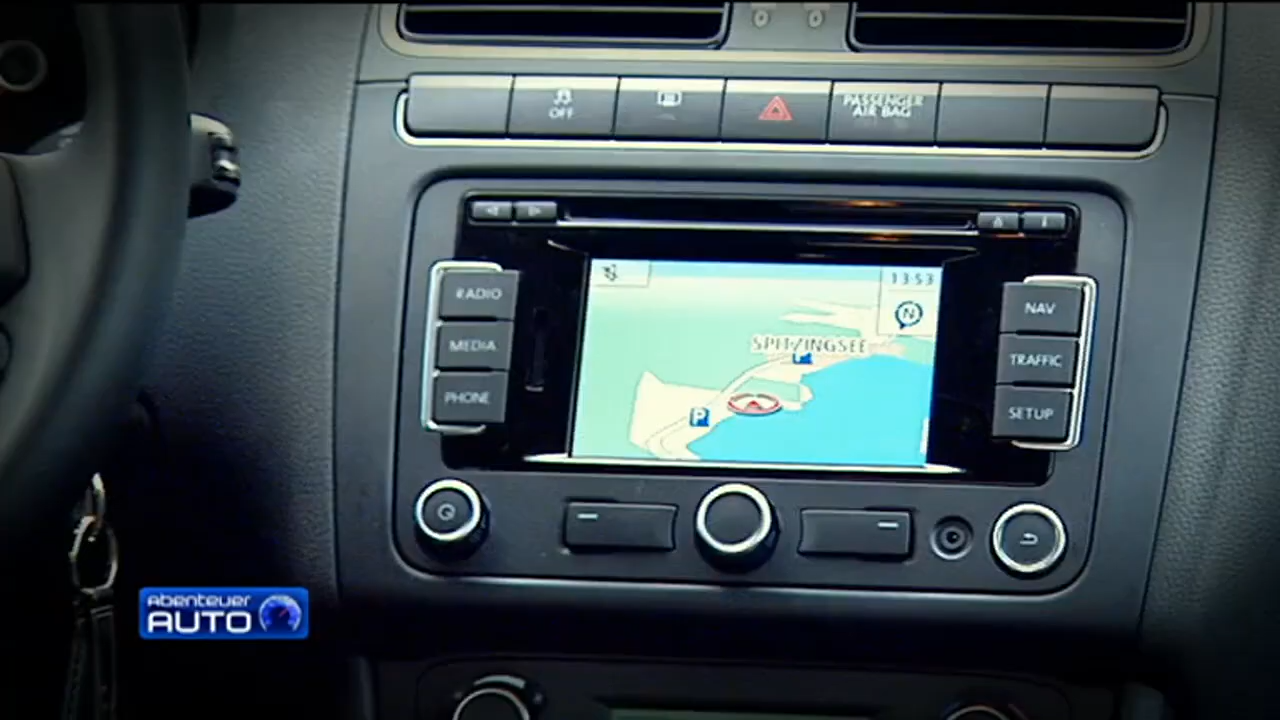 OFF
PASSENGER
AIR BAG
RADIO
MEDIA
PHONE
13 53
N
SPITZINGSEE
P
NAV
TRAFFIC
SETUP
Abenteuer
AUTO